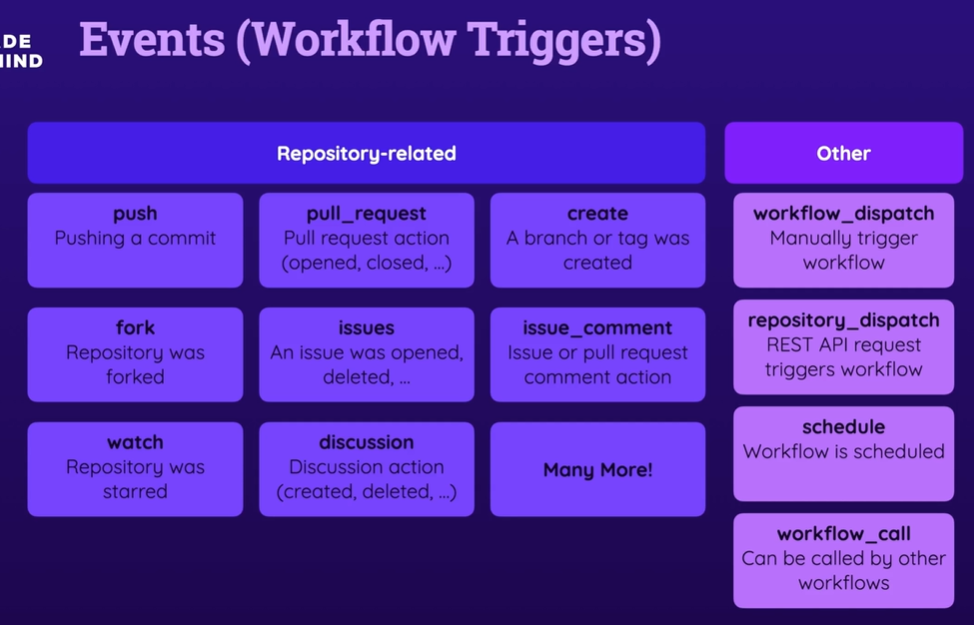 Events (Workflow Triggers)
Repository-related
push
Pushing a commit
pull_request
Pull request action
(opened, closed, ...)
create
A branch or tag was
created
fork
Repository was
forked
issues
An issue was opened,
deleted, ...
issue_comment
Issue or pull request
comment action
watch
Repository was
starred
discussion
Discussion action
(created, deleted, ...)
Many More!
Other
workflow_dispatch
Manually trigger
workflow
repository_dispatch
REST API request
triggers workflow
schedule
Workflow is scheduled
workflow_call
Can be called by other
workflows